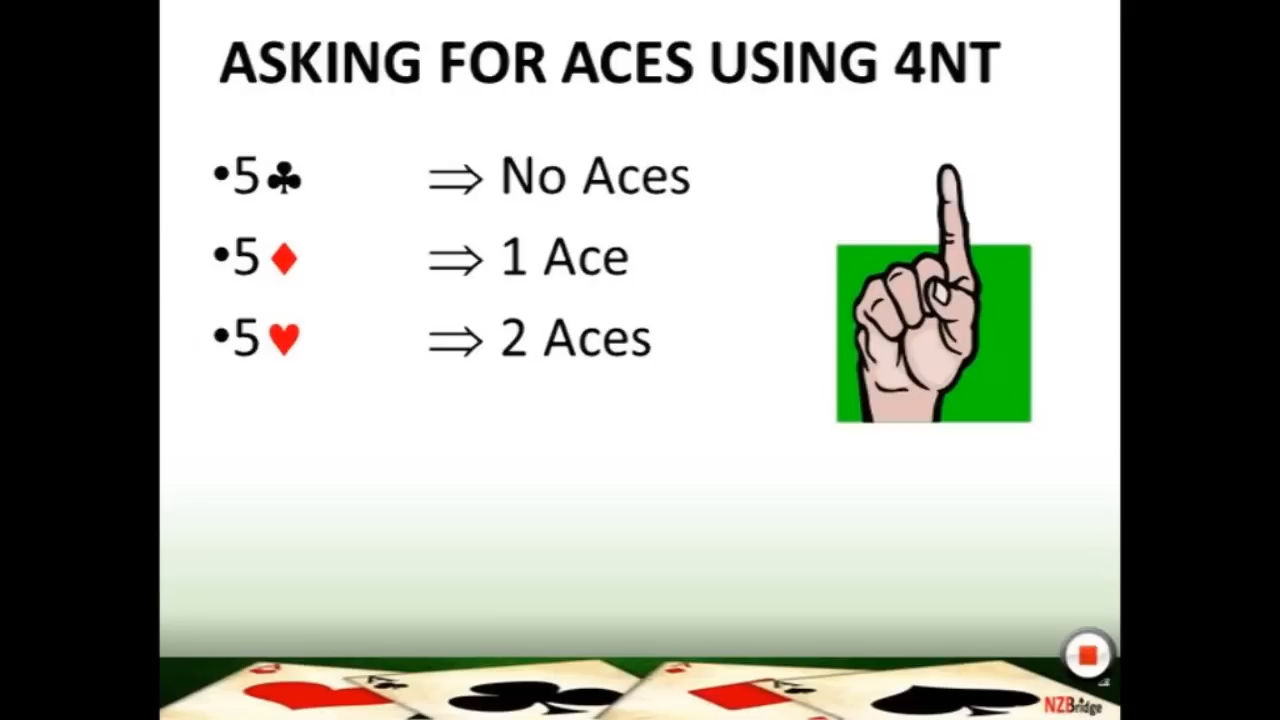 ASKING FOR ACES USING 4NT
•5♣ ⇒ No Aces
•5♦ ⇒ 1 Ace
•5♥ ⇒ 2 Aces
NZBridge